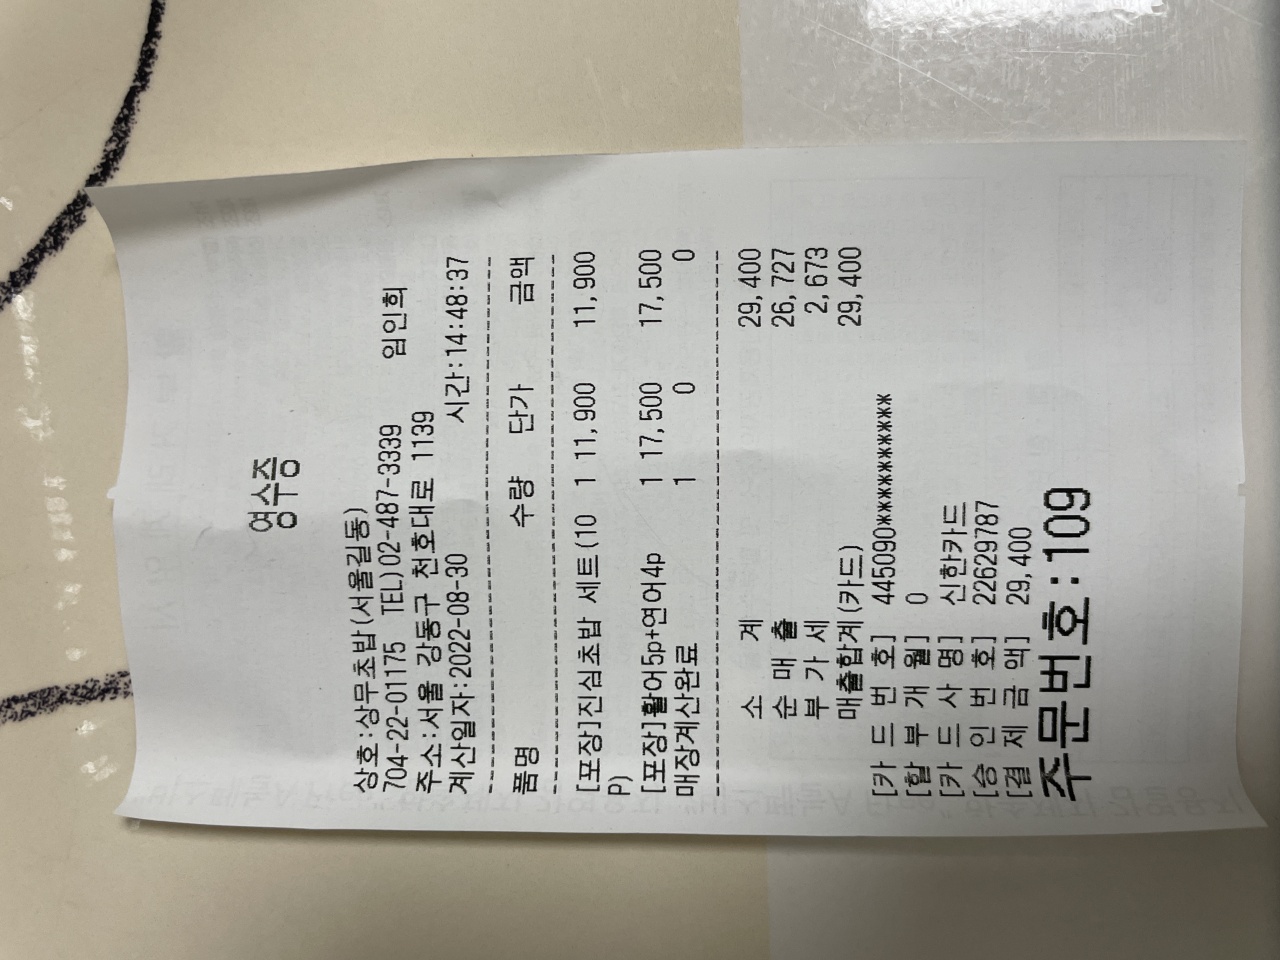 영수증
상호:상무초밥(서울길동)
704-22-01175 TEL)02-487-3339 임인희
주소:서울 강동구 천호대로 1139
계산일자:2022-08-30 시간:14:48:37
품명 수량 단가 금액
[포장]진심초밥 세트(10 1 11,900 11,900
P)
[포장]활어5p+연어4p 1 17,500 17,500
매장계산완료 1 0 0
소 계 29,400
순 매 출 26,727
부 가 세 2,673
매출합계(카드) 29,400
[카 드 번 호] 445090**********
[할 부 개 월] 0
[카 드 사 명] 신한카드
[승 인 번 호] 22629787
[결 제 금 액] 29,400
주문번호:109